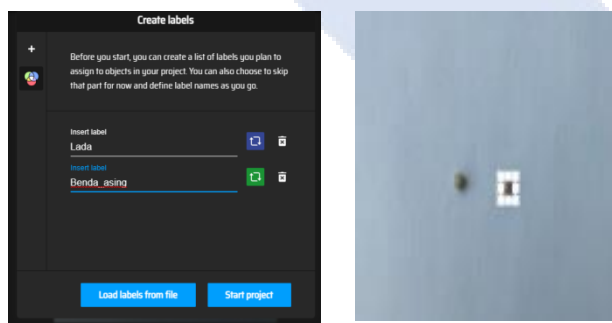 Create labels
Before you start, you can create a list of labels you plan to
assign to objects in your project. You can also choose to skip
that part for now and define label names as you go.
Insert label
Lada
Insert label
Benda_asing
Load labels from file
Start project